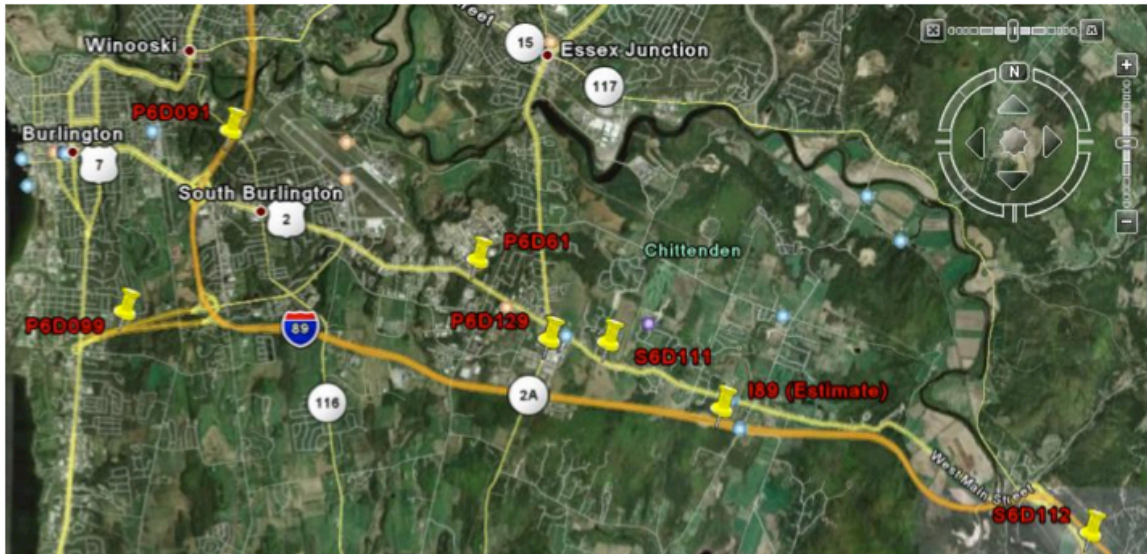 Street
15
Winooski
Essex Junction
117
N
P6D091
Burlington
7
South Burlington
2
P6D61
Chittenden
P6D099
89
P6D129
S6D111
2A
116
I89 (Estimate)
West Main Street
S6D112